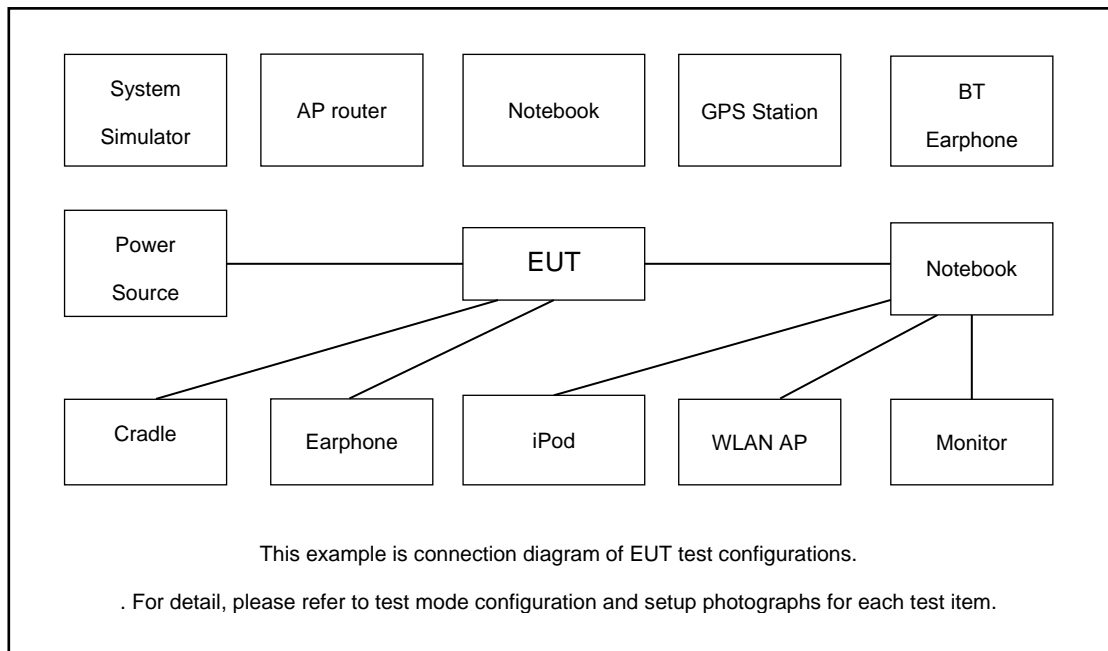 System
Simulator
AP router
Notebook
GPS Station
BT
Earphone
Power
Source
EUT
Notebook
Cradle
Earphone
iPod
WLAN AP
Monitor
This example is connection diagram of EUT test configurations.
. For detail, please refer to test mode configuration and setup photographs for each test item.